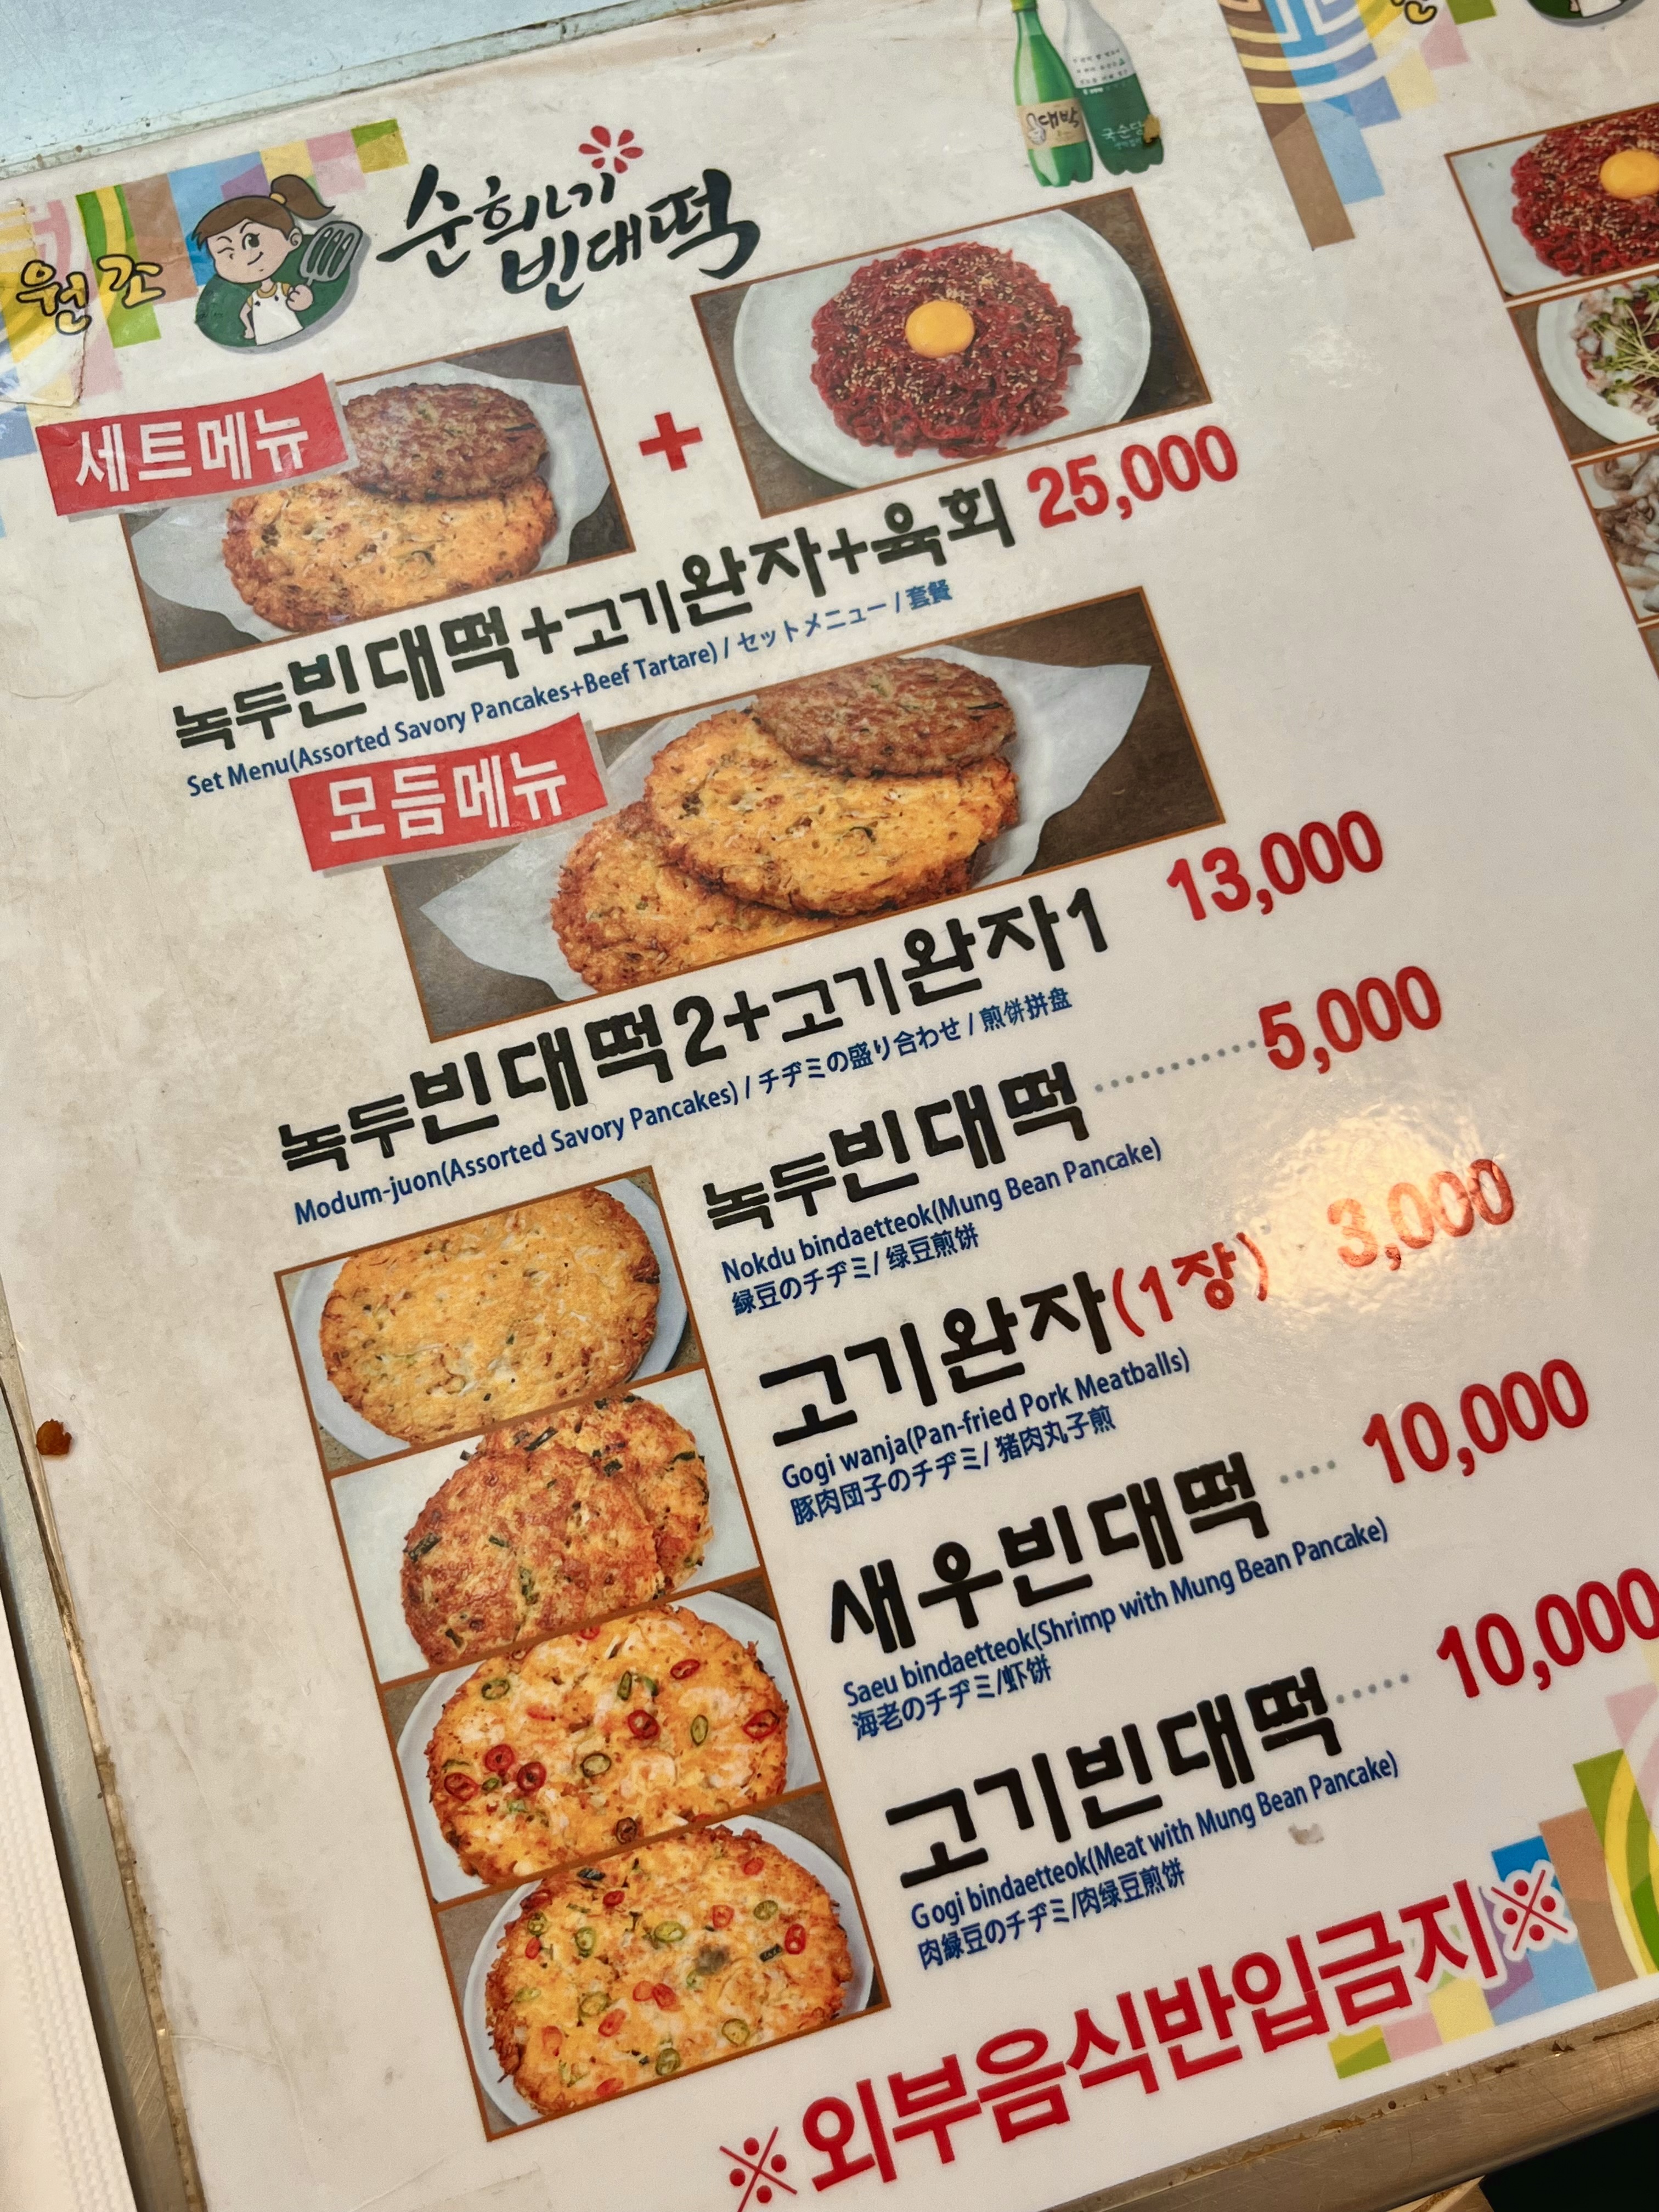 원조
순희네
빈대떡
대박
국순당
세트메뉴
+
녹두빈대떡+고기완자+육회 25,000
Set Menu(Assorted Savory Pancakes+Beef Tartare) / セットメニュー / 套餐
모듬메뉴
녹두빈대떡2+고기완자1 13,000
Modum-juon(Assorted Savory Pancakes) / チヂミの盛り合わせ / 煎饼拼盘
녹두빈대떡 5,000
Nokdu bindaetteok(Mung Bean Pancake)
緑豆のチヂミ/ 绿豆煎饼
고기완자(1장) 3,000
Gogi wanja(Pan-fried Pork Meatballs)
豚肉団子のチヂミ/ 猪肉丸子煎
새우빈대떡 10,000
Saeu bindaetteok(Shrimp with Mung Bean Pancake)
海老のチヂミ/虾饼
고기빈대떡 10,000
Gogi bindaetteok(Meat with Mung Bean Pancake)
肉緑豆のチヂミ/肉绿豆煎饼
※외부음식반입금지※